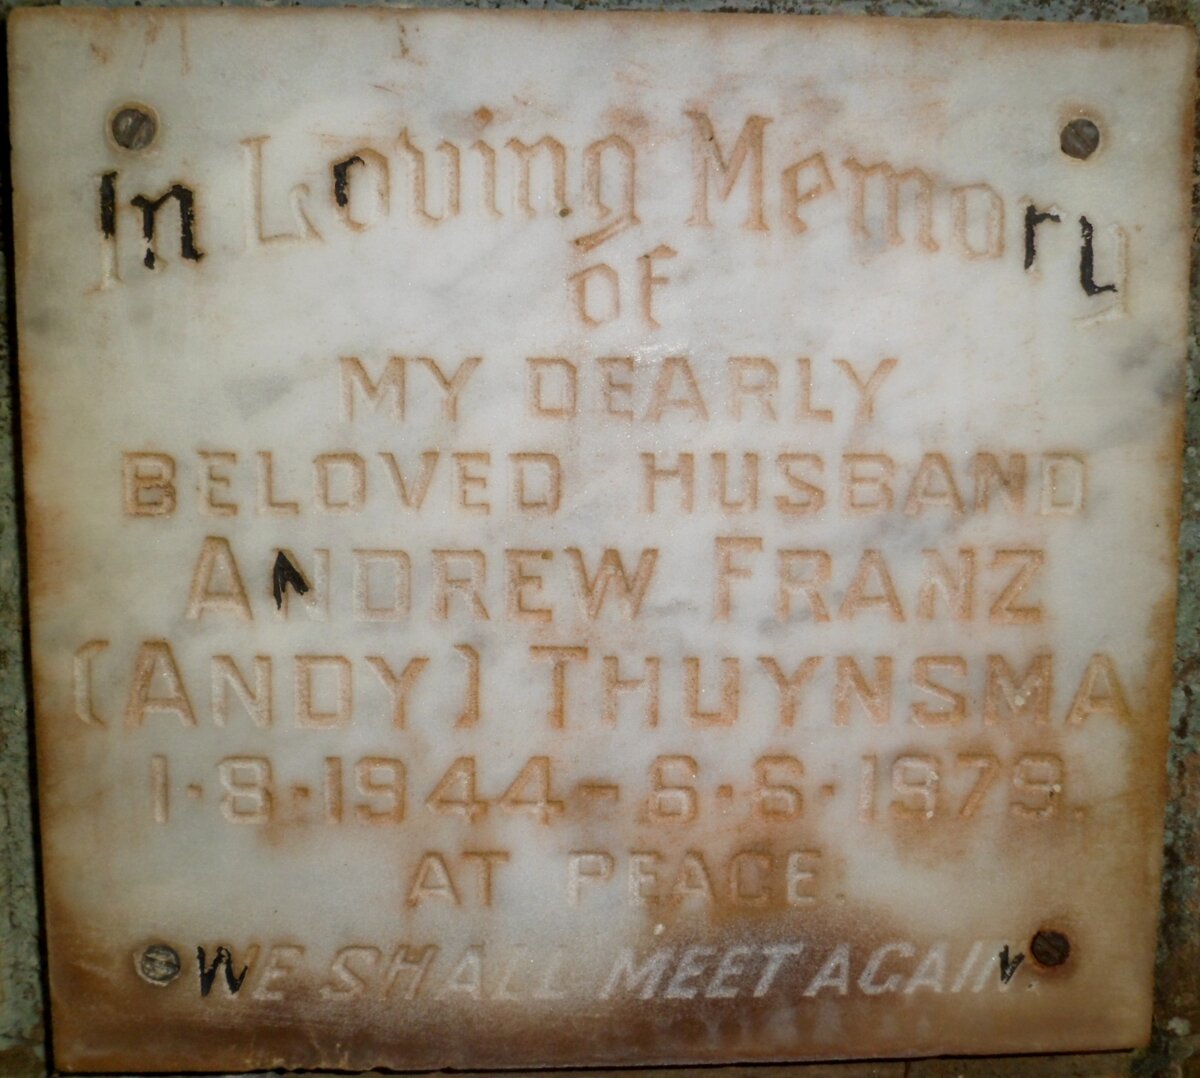 In Loving Memory
of
MY DEARLY
BELOVED HUSBAND
ANDREW FRANZ
(ANDY) THUYNSMA
1·8·1944-6·6·1979.
AT PEACE.
WE SHALL MEET AGAIN.